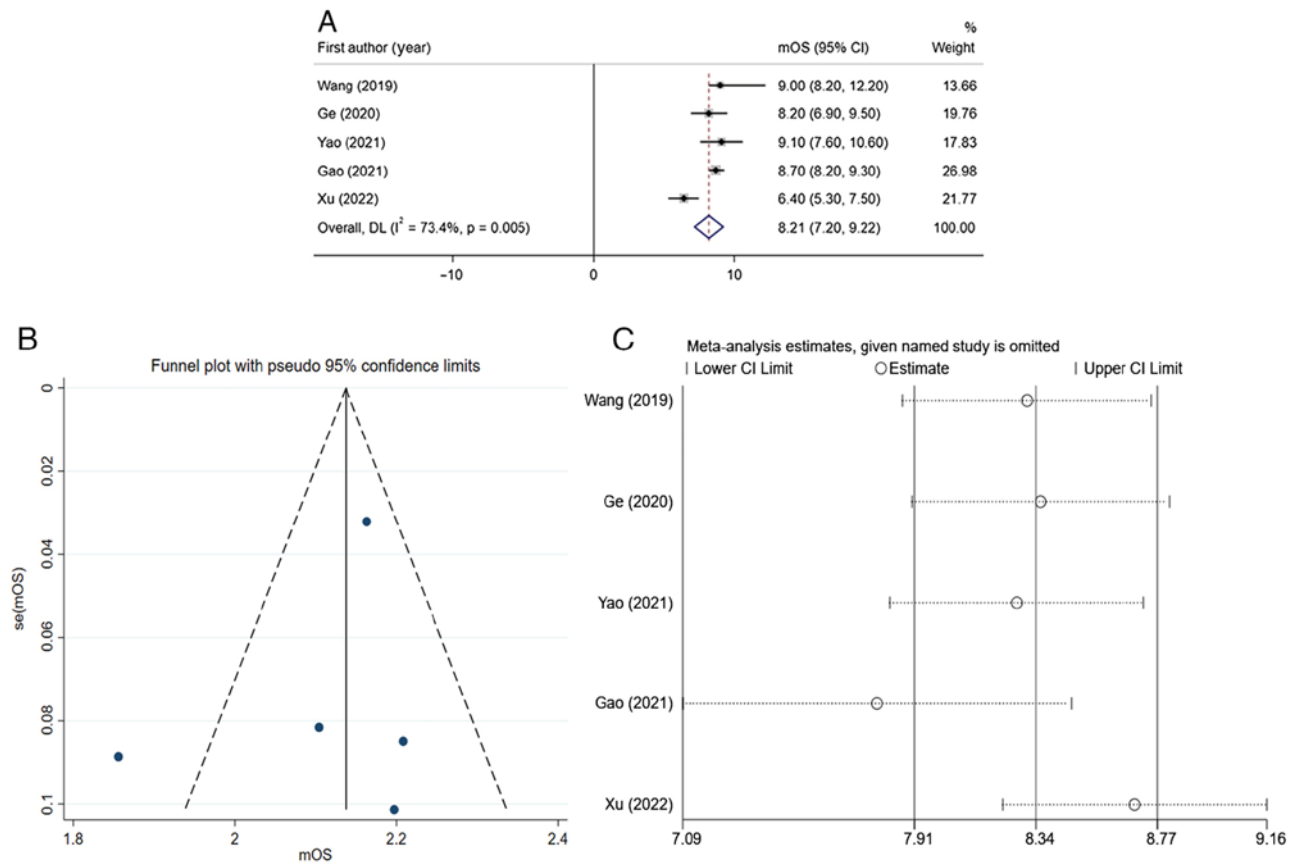 A
%
First author (year) mOS (95% CI) Weight
Wang (2019) 9.00 (8.20, 12.20) 13.66
Ge (2020) 8.20 (6.90, 9.50) 19.76
Yao (2021) 9.10 (7.60, 10.60) 17.83
Gao (2021) 8.70 (8.20, 9.30) 26.98
Xu (2022) 6.40 (5.30, 7.50) 21.77
Overall, DL (I² = 73.4%, p = 0.005) 8.21 (7.20, 9.22) 100.00
−10 0 10
B
Funnel plot with pseudo 95% confidence limits
0
0.02
0.04
0.06
0.08
0.1
se(mOS)
1.8 2 2.2 2.4
mOS
C
Meta-analysis estimates, given named study is omitted
| Lower CI Limit ○ Estimate | Upper CI Limit
Wang (2019)
Ge (2020)
Yao (2021)
Gao (2021)
Xu (2022)
7.09 7.91 8.34 8.77 9.16